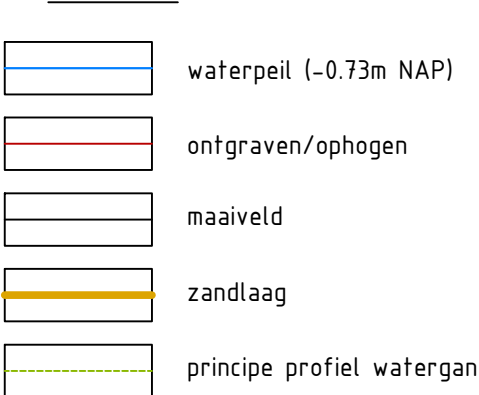 waterpeil (-0.73m NAP)
ontgraven/ophogen
maaiveld
zandlaag
principe profiel watergan